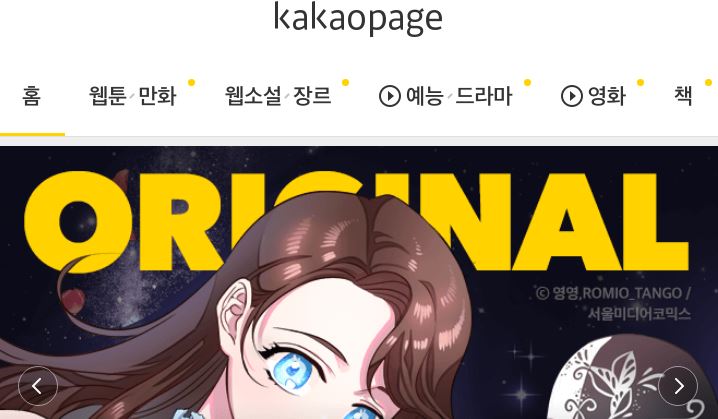 kakaopage
홈 웹툰·만화 웹소설·장르 예능·드라마 영화 책
ORIGINAL
© 영영,ROMIO_TANGO /
서울미디어코믹스